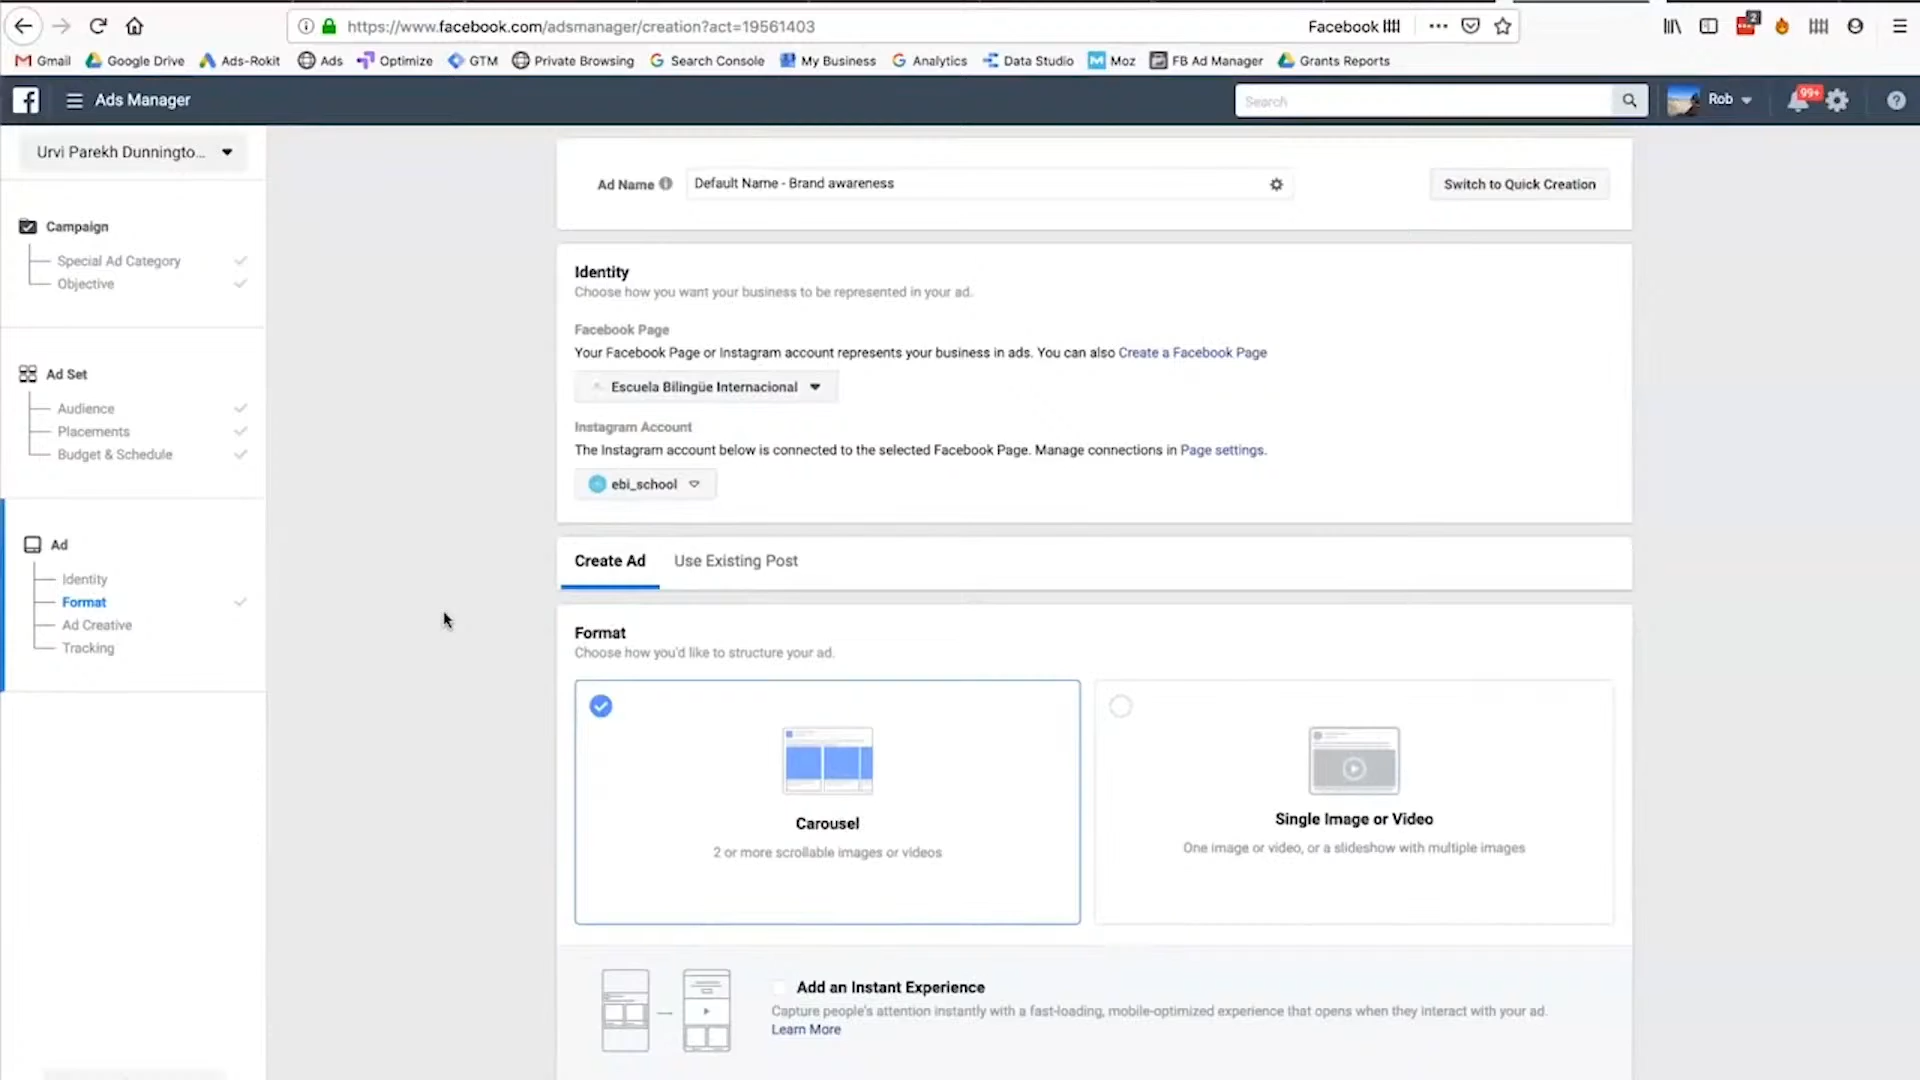 https://www.facebook.com/adsmanager/creation?act=19561403
Facebook
2
Gmail Google Drive Ads-Rokit Ads Optimize GTM Private Browsing Search Console My Business Analytics Data Studio Moz FB Ad Manager Grants Reports
Ads Manager
Search
Rob
99+
Urvi Parekh Dunningto...
Ad Name
Default Name - Brand awareness
Switch to Quick Creation
Campaign
Special Ad Category
Objective
Ad Set
Audience
Placements
Budget & Schedule
Ad
Identity
Format
Ad Creative
Tracking
Identity
Choose how you want your business to be represented in your ad.
Facebook Page
Your Facebook Page or Instagram account represents your business in ads. You can also Create a Facebook Page
Escuela Bilingüe Internacional
Instagram Account
The Instagram account below is connected to the selected Facebook Page. Manage connections in Page settings.
ebi_school
Create Ad Use Existing Post
Format
Choose how you'd like to structure your ad.
Carousel
2 or more scrollable images or videos
Single Image or Video
One image or video, or a slideshow with multiple images
Add an Instant Experience
Capture people's attention instantly with a fast-loading, mobile-optimized experience that opens when they interact with your ad.
Learn More